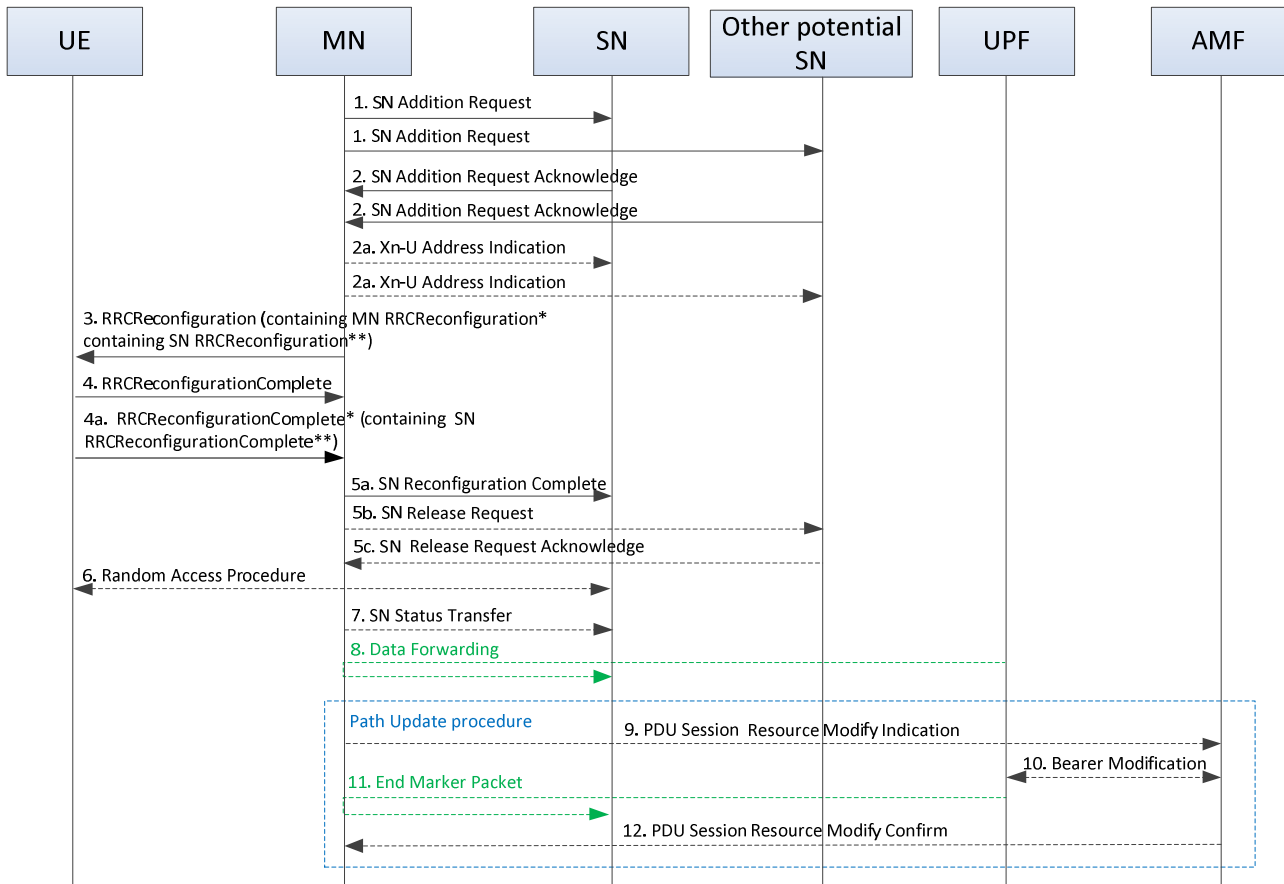 UE
MN
SN
Other potential
SN
UPF
AMF
1. SN Addition Request
1. SN Addition Request
2. SN Addition Request Acknowledge
2. SN Addition Request Acknowledge
2a. Xn-U Address Indication
2a. Xn-U Address Indication
3. RRCReconfiguration (containing MN RRCReconfiguration*
containing SN RRCReconfiguration**)
4. RRCReconfigurationComplete
4a. RRCReconfigurationComplete* (containing SN
RRCReconfigurationComplete**)
5a. SN Reconfiguration Complete
5b. SN Release Request
5c. SN Release Request Acknowledge
6. Random Access Procedure
7. SN Status Transfer
8. Data Forwarding
Path Update procedure
9. PDU Session Resource Modify Indication
10. Bearer Modification
11. End Marker Packet
12. PDU Session Resource Modify Confirm